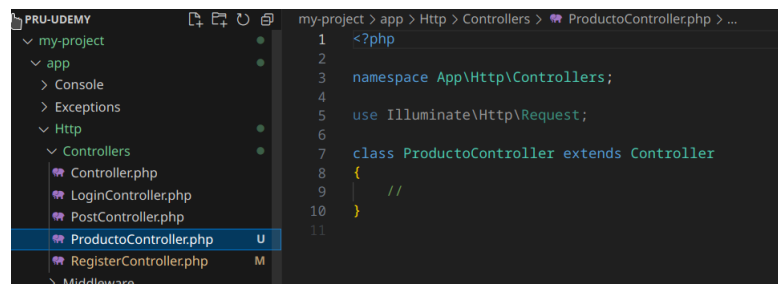 PRU-UDEMY
my-project
app
Console
Exceptions
Http
Controllers
Controller.php
LoginController.php
PostController.php
ProductoController.php U
RegisterController.php M
Middleware
my-project > app > Http > Controllers > ProductoController.php > ...
1 <?php
2
3 namespace App\Http\Controllers;
4
5 use Illuminate\Http\Request;
6
7 class ProductoController extends Controller
8 {
9 //
10 }
11